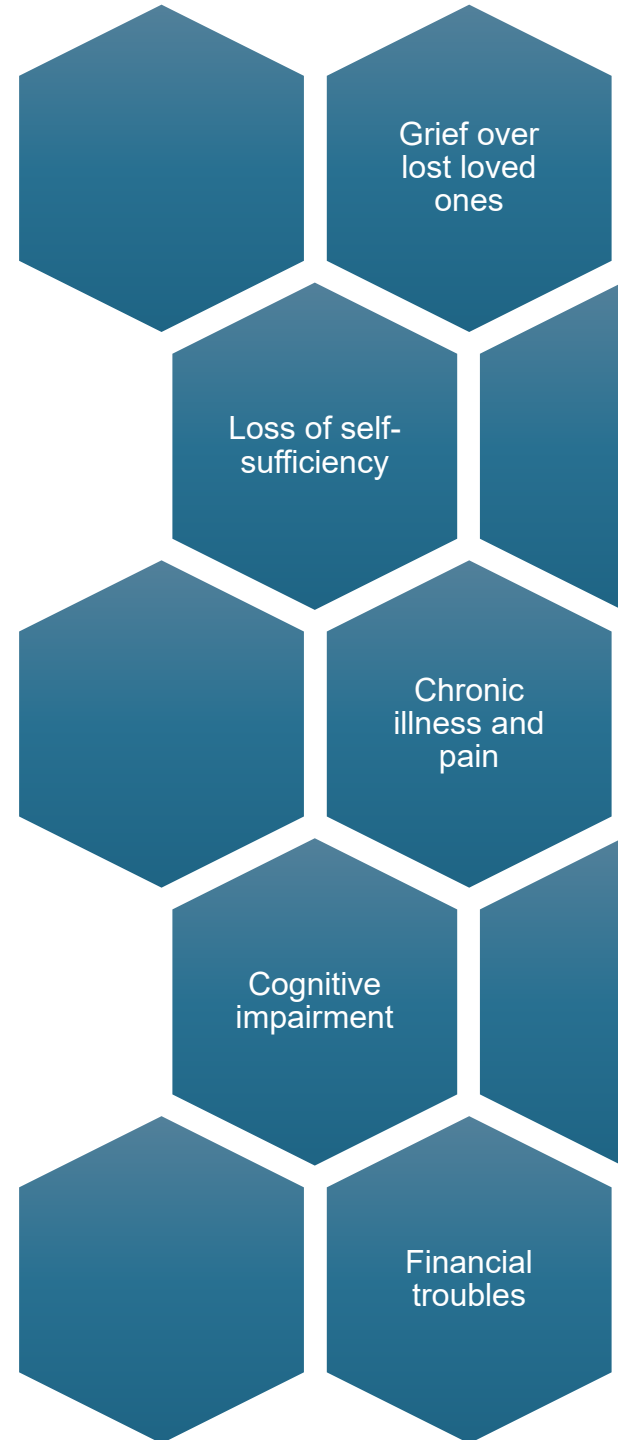 Grief over
lost loved
ones
Loss of self-
sufficiency
Chronic
illness and
pain
Cognitive
impairment
Financial
troubles